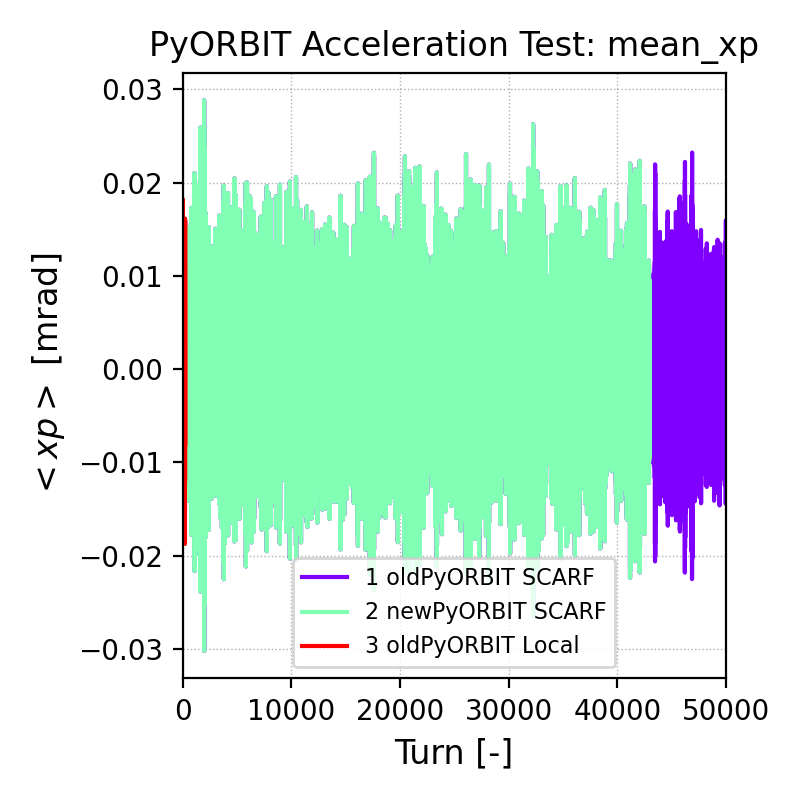 PyORBIT Acceleration Test: mean_xp
0.03
0.02
0.01
0.00
−0.01
−0.02
−0.03
< xp > [mrad]
1 oldPyORBIT SCARF
2 newPyORBIT SCARF
3 oldPyORBIT Local
0 10000 20000 30000 40000 50000
Turn [-]